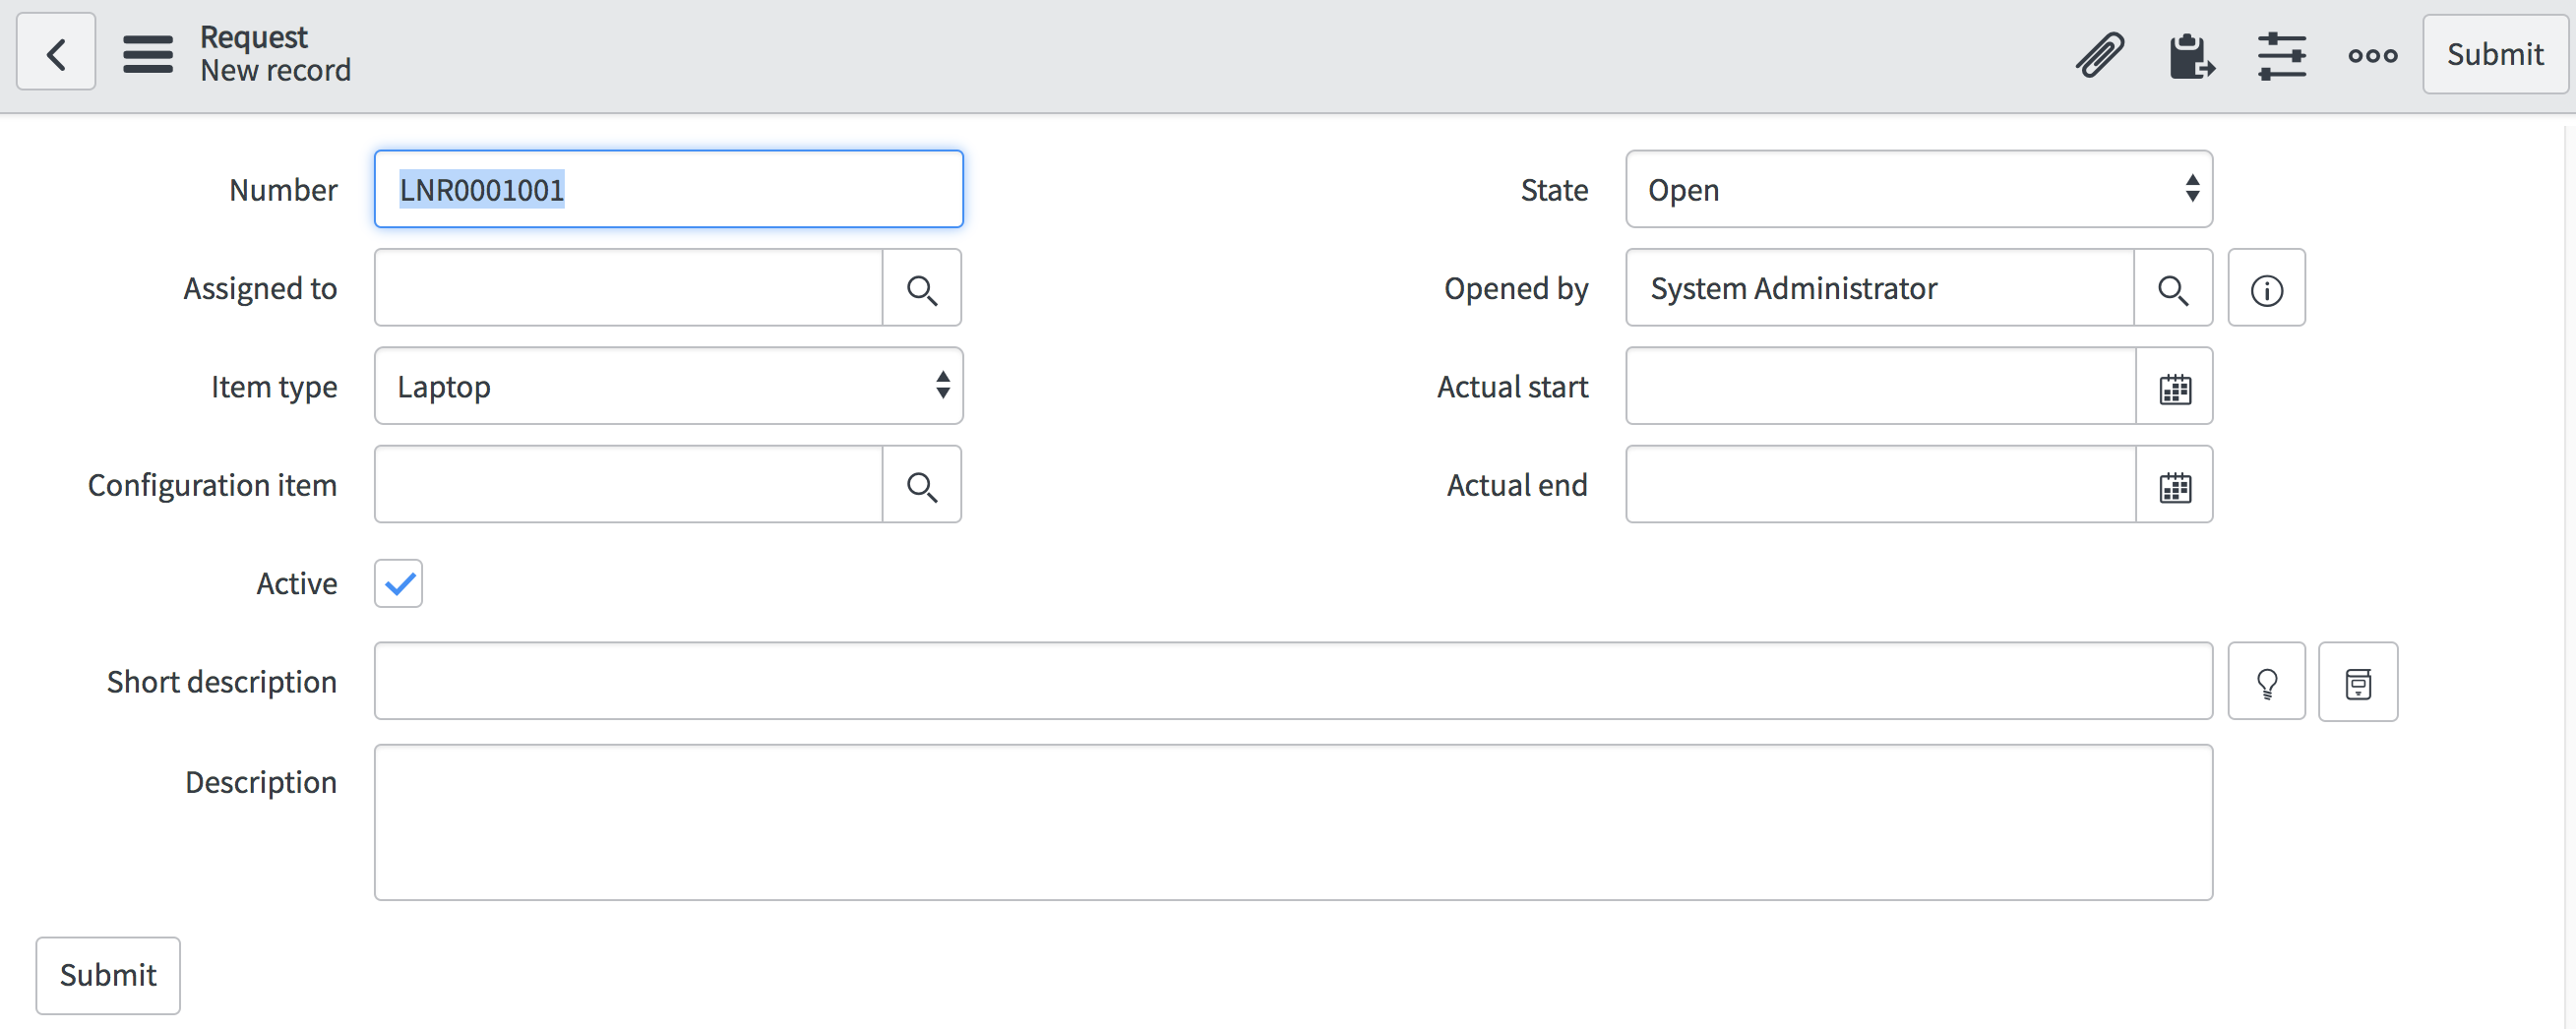 Request
New record
Submit
Number LNR0001001
State Open
Assigned to
Opened by System Administrator
Item type Laptop
Actual start
Configuration item
Actual end
Active
Short description
Description
Submit